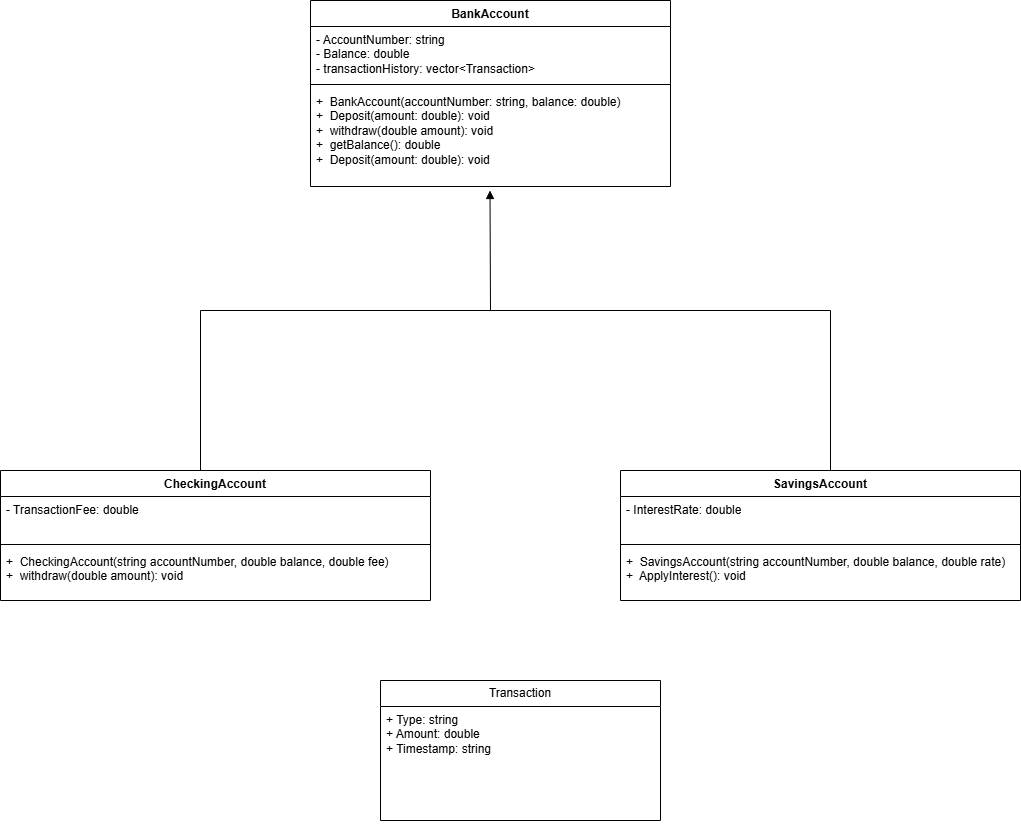 BankAccount
- AccountNumber: string
- Balance: double
- transactionHistory: vector<Transaction>
+ BankAccount(accountNumber: string, balance: double)
+ Deposit(amount: double): void
+ withdraw(double amount): void
+ getBalance(): double
+ Deposit(amount: double): void
CheckingAccount
- TransactionFee: double
+ CheckingAccount(string accountNumber, double balance, double fee)
+ withdraw(double amount): void
SavingsAccount
- InterestRate: double
+ SavingsAccount(string accountNumber, double balance, double rate)
+ ApplyInterest(): void
Transaction
+ Type: string
+ Amount: double
+ Timestamp: string